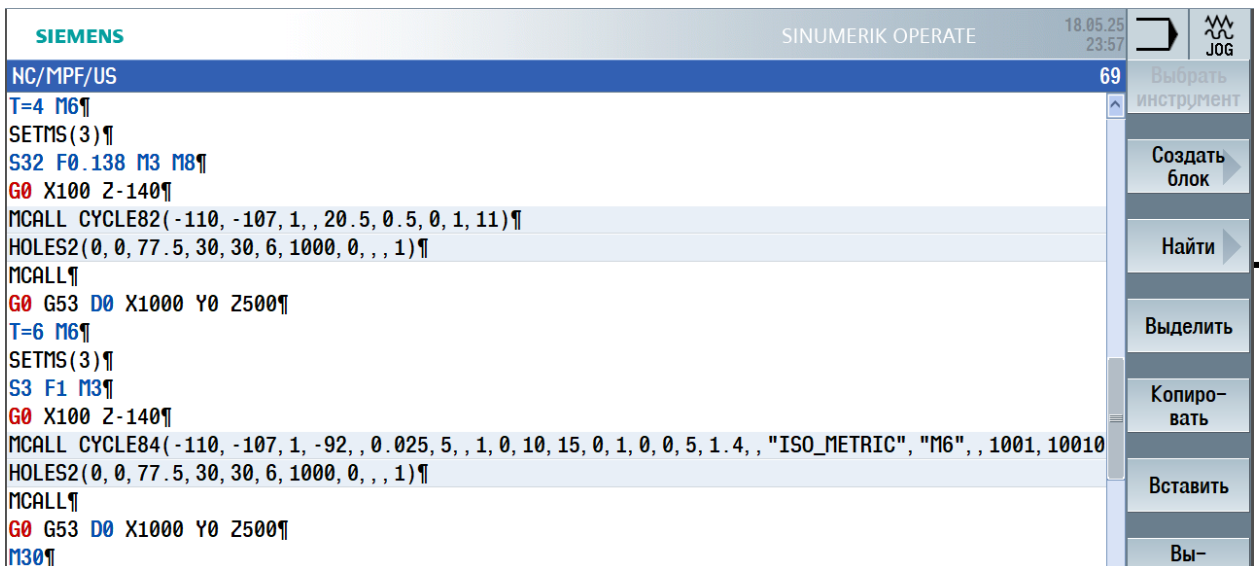 SIEMENS
SINUMERIK OPERATE
18.05.25
23:57
JOG
NC/MPF/US
69
T=4 M6¶
SETMS(3)¶
S32 F0.138 M3 M8¶
G0 X100 Z-140¶
MCALL CYCLE82(-110,-107,1,,20.5,0.5,0,1,11)¶
HOLES2(0,0,77.5,30,30,6,1000,0,,,1)¶
MCALL¶
G0 G53 D0 X1000 Y0 Z500¶
T=6 M6¶
SETMS(3)¶
S3 F1 M3¶
G0 X100 Z-140¶
MCALL CYCLE84(-110,-107,1,-92,,0.025,5,,1,0,10,15,0,1,0,0,5,1.4,,"ISO_METRIC","M6",,1001,10010
HOLES2(0,0,77.5,30,30,6,1000,0,,,1)¶
MCALL¶
G0 G53 D0 X1000 Y0 Z500¶
M30¶
Выбрать
инструмент
Создать
блок
Найти
Выделить
Копиро-
вать
Вставить
Вы-